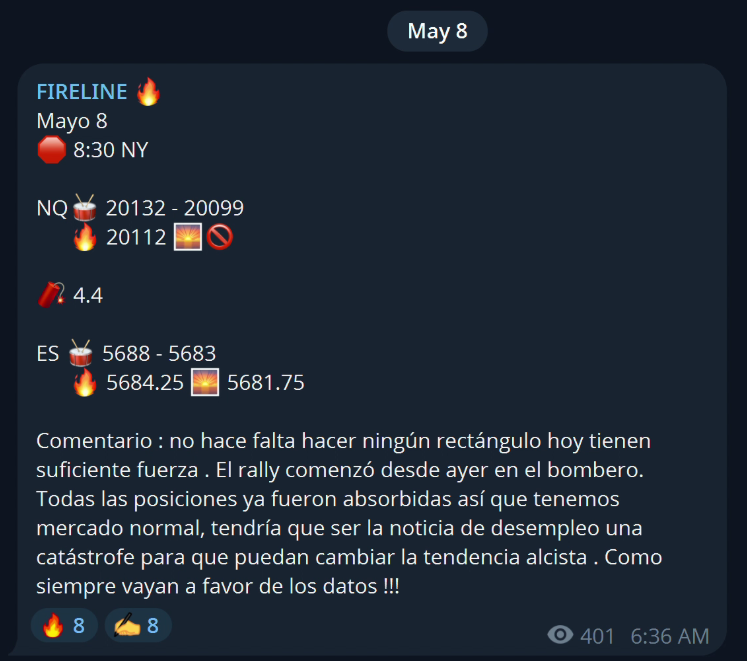 May 8
FIRELINE 🔥
Mayo 8
🛑 8:30 NY
NQ🥁 20132 - 20099
🔥 20112 🌅🚫
🧨 4.4
ES 🥁 5688 - 5683
🔥 5684.25 🌅 5681.75
Comentario : no hace falta hacer ningún rectángulo hoy tienen
suficiente fuerza . El rally comenzó desde ayer en el bombero.
Todas las posiciones ya fueron absorbidas así que tenemos
mercado normal, tendría que ser la noticia de desempleo una
catástrofe para que puedan cambiar la tendencia alcista . Como
siempre vayan a favor de los datos !!!
🔥 8 ✍️ 8
401 6:36 AM